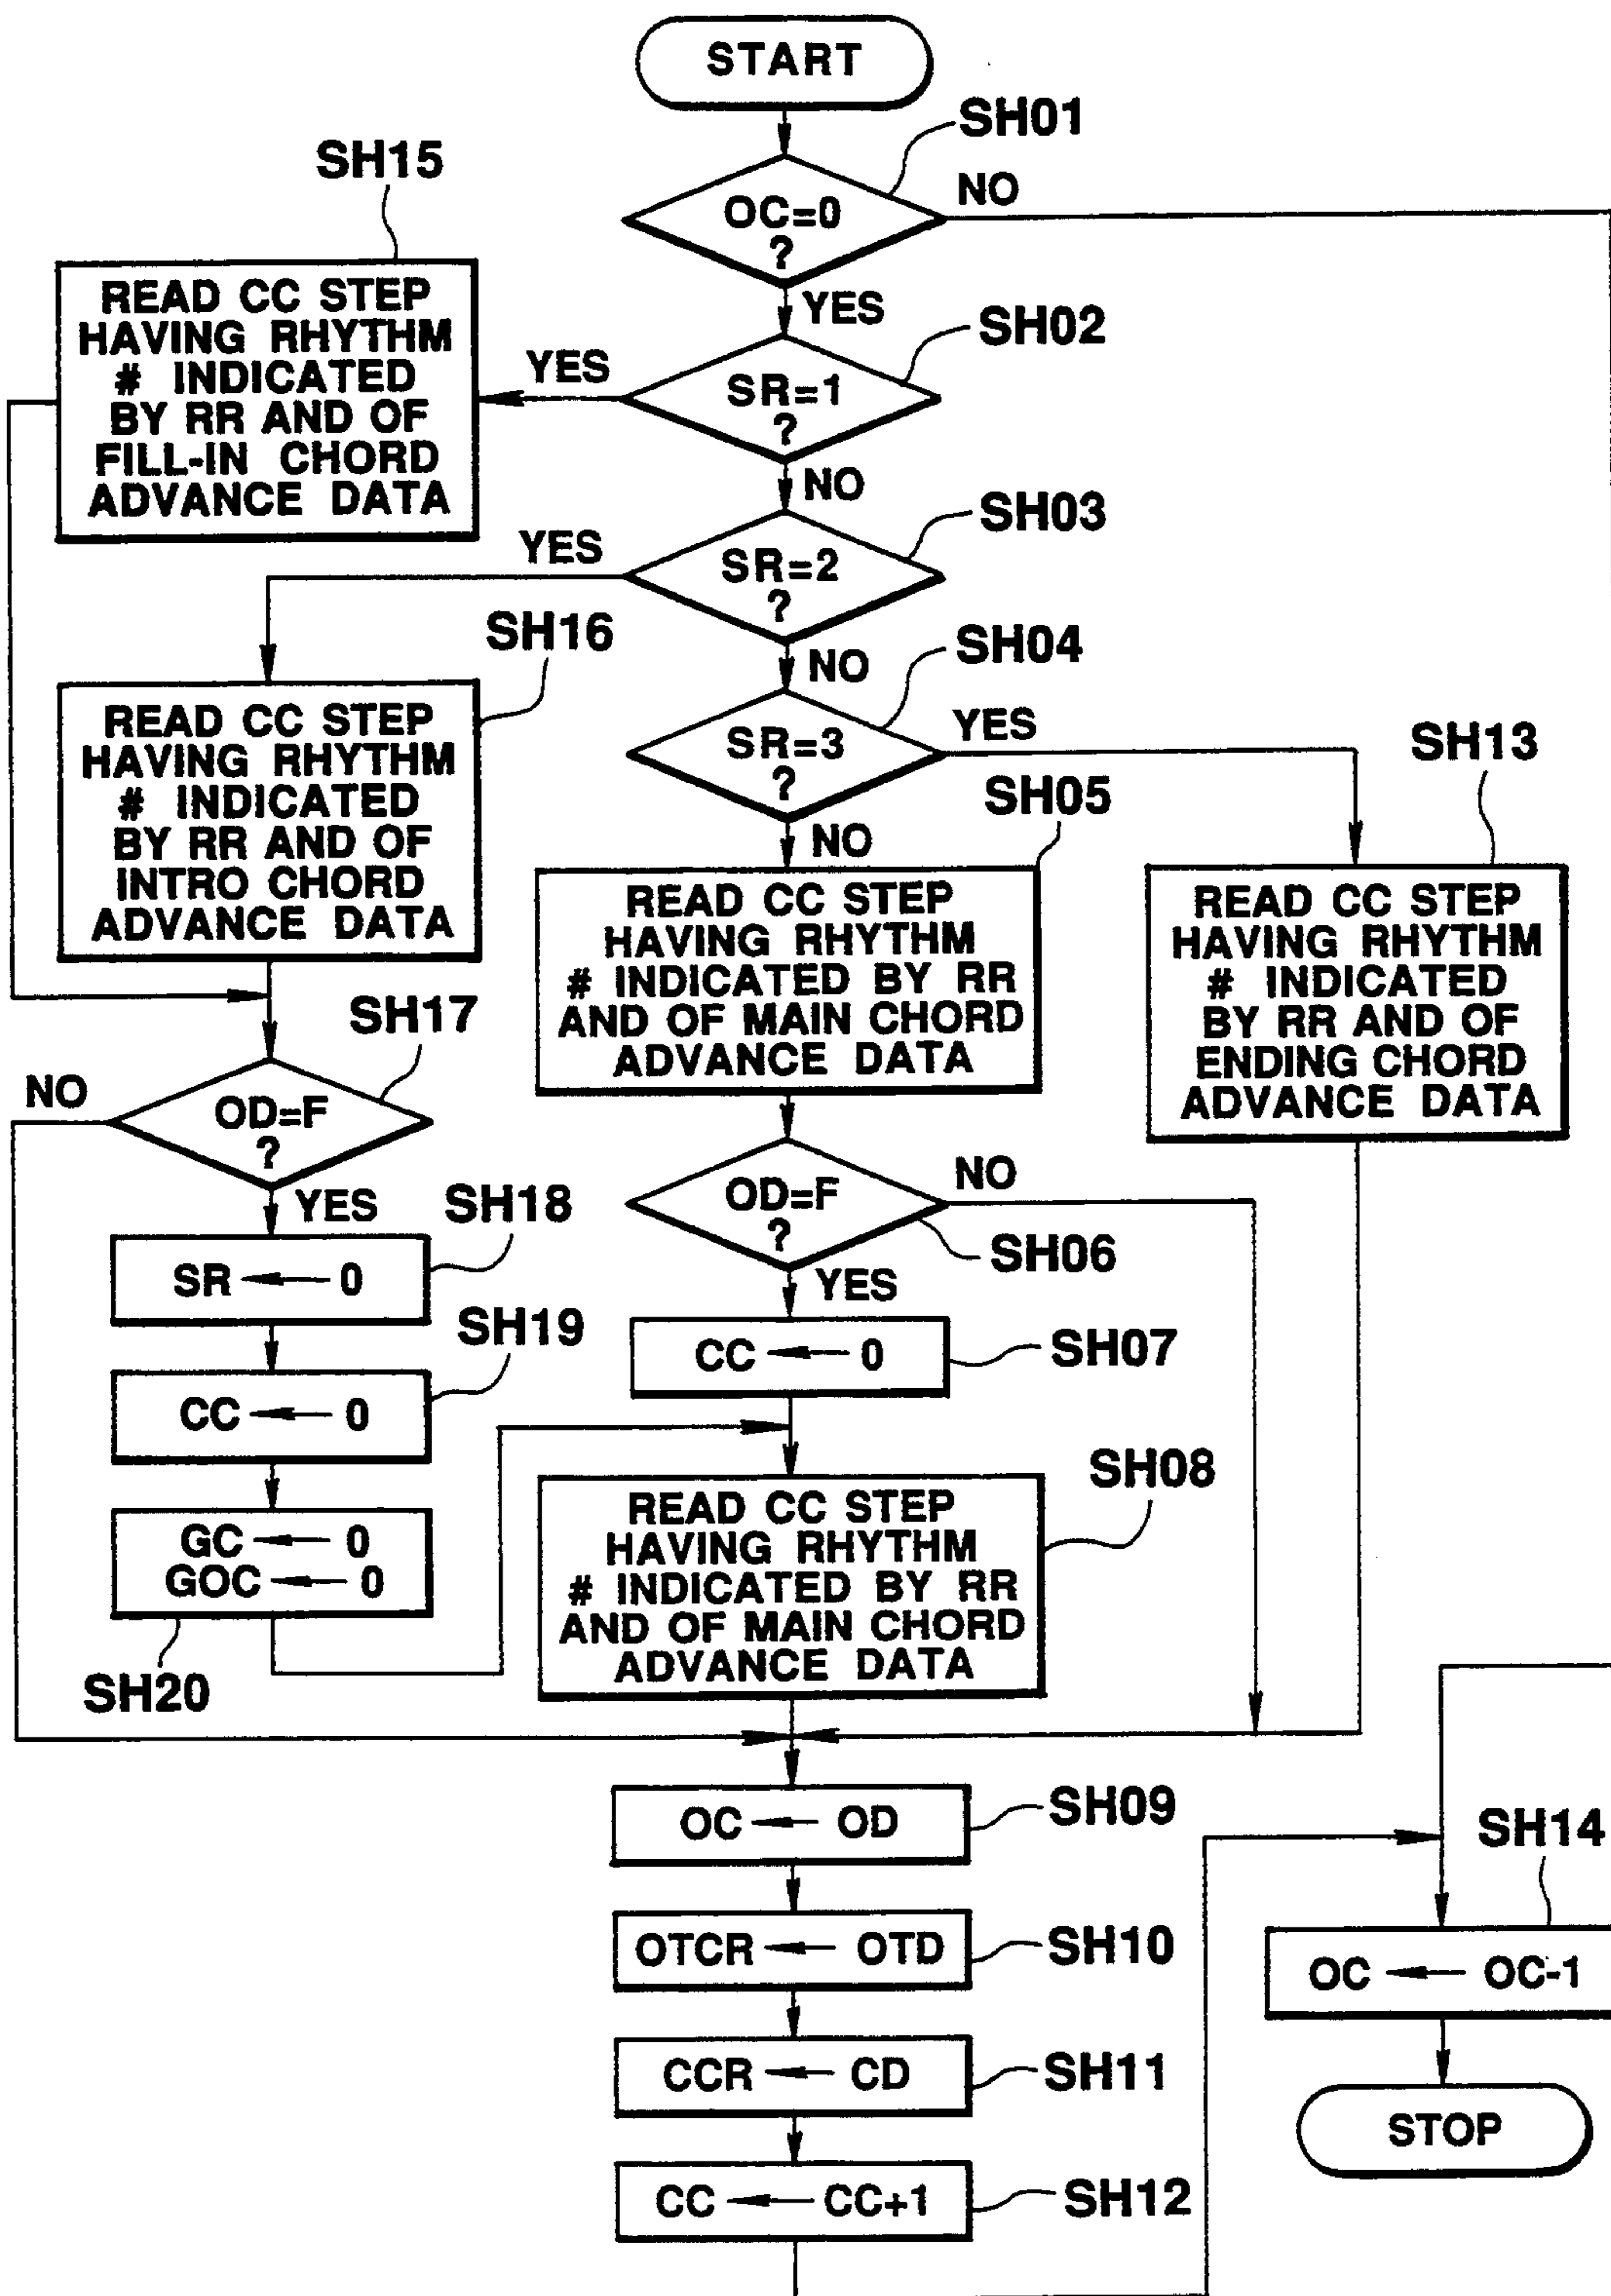 START
SH01
OC=0
?
NO
YES
SH15
READ CC STEP
HAVING RHYTHM
# INDICATED
BY RR AND OF
FILL-IN CHORD
ADVANCE DATA
SH02
SR=1
?
YES
NO
SH03
SR=2
?
YES
NO
SH16
READ CC STEP
HAVING RHYTHM
# INDICATED
BY RR AND OF
INTRO CHORD
ADVANCE DATA
SH04
SR=3
?
YES
NO
SH05
READ CC STEP
HAVING RHYTHM
# INDICATED BY RR
AND OF MAIN CHORD
ADVANCE DATA
SH13
READ CC STEP
HAVING RHYTHM
# INDICATED
BY RR AND OF
ENDING CHORD
ADVANCE DATA
SH17
OD=F
?
NO
YES
SH18
SR ← 0
SH19
CC ← 0
GC ← 0
GOC ← 0
SH20
OD=F
?
NO
SH06
YES
CC ← 0
SH07
SH08
READ CC STEP
HAVING RHYTHM
# INDICATED BY RR
AND OF MAIN CHORD
ADVANCE DATA
OC ← OD
SH09
OTCR ← OTD
SH10
CCR ← CD
SH11
CC ← CC+1
SH12
SH14
OC ← OC-1
STOP